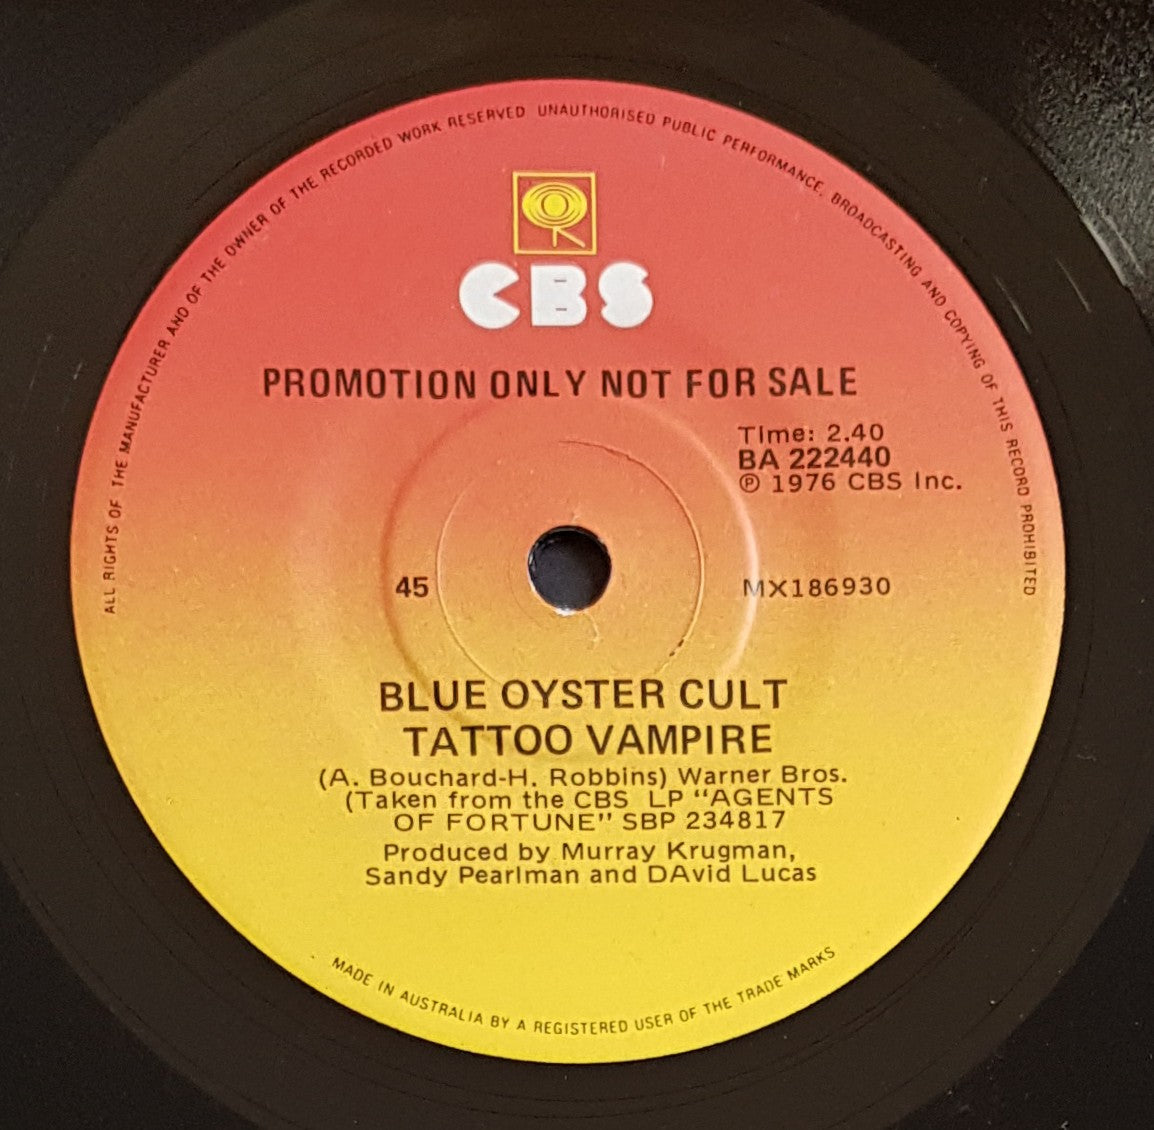 ALL RIGHTS OF THE MANUFACTURER AND OF THE OWNER OF THE RECORDED WORK RESERVED UNAUTHORISED PUBLIC PERFORMANCE, BROADCASTING AND COPYING OF THIS RECORD PROHIBITED
CBS
PROMOTION ONLY NOT FOR SALE
Time: 2.40
BA 222440
℗ 1976 CBS Inc.
45
MX186930
BLUE OYSTER CULT
TATTOO VAMPIRE
(A. Bouchard-H. Robbins) Warner Bros.
(Taken from the CBS LP "AGENTS
OF FORTUNE" SBP 234817
Produced by Murray Krugman,
Sandy Pearlman and DAvid Lucas
MADE IN AUSTRALIA BY A REGISTERED USER OF THE TRADE MARKS